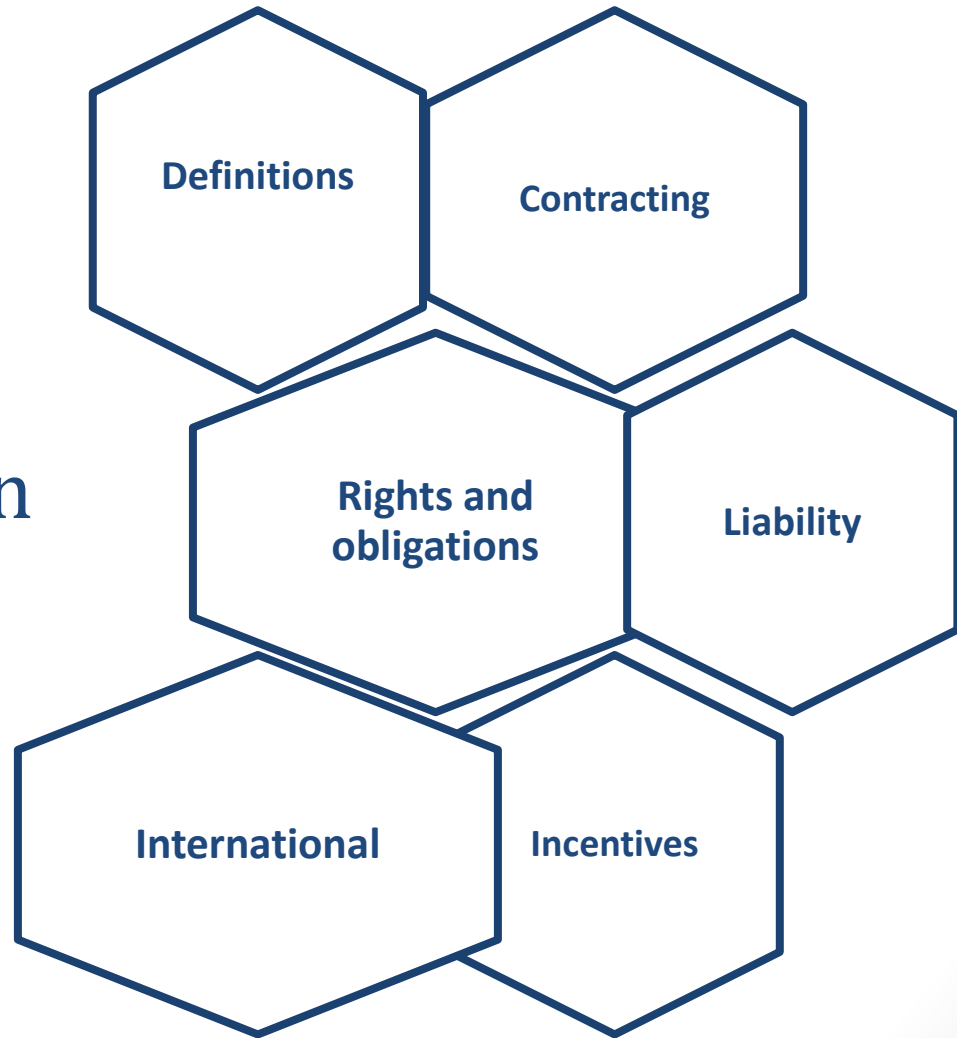 Definitions
Contracting
n
Rights and
obligations
Liability
International
Incentives